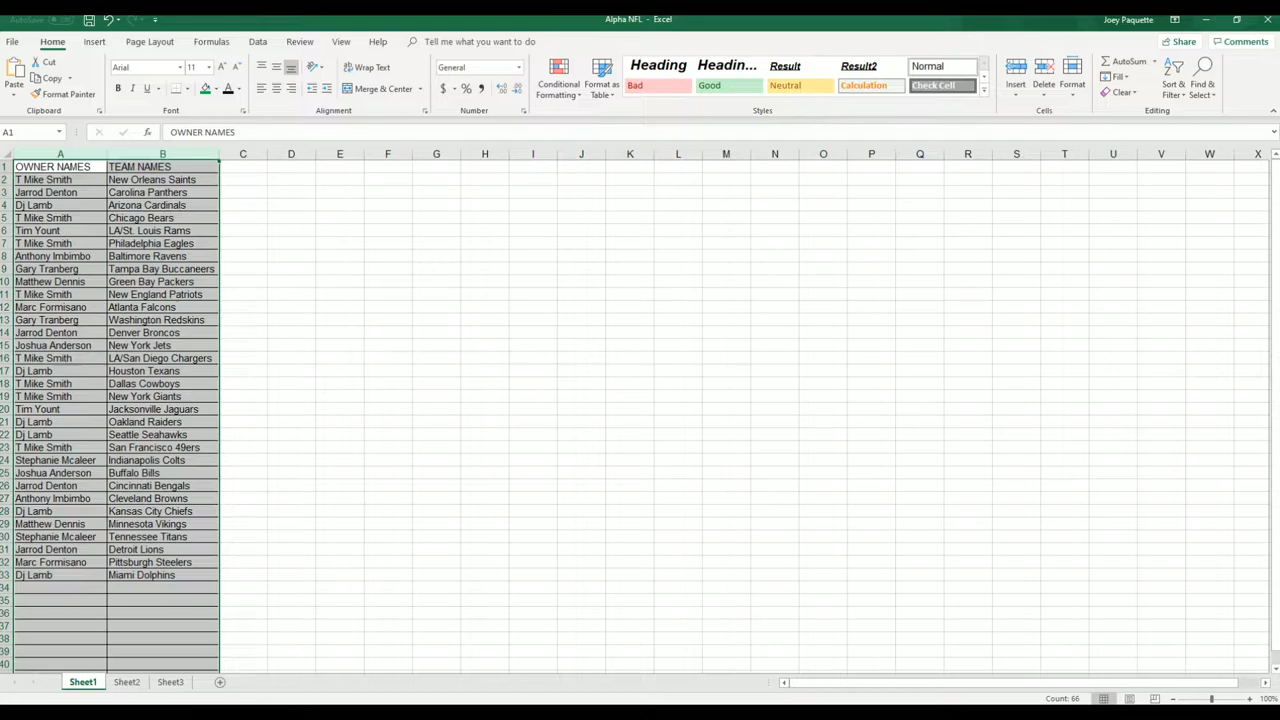 AutoSave Off Alpha NFL - Excel Joey Paquette
File Home Insert Page Layout Formulas Data Review View Help Tell me what you want to do Share Comments
Paste Cut Copy Format Painter Clipboard
Arial 11 B I U A Font
Wrap Text Merge & Center Alignment
General $ % Number
Conditional Formatting Format as Table
Heading Headin... Result Result2 Normal
Bad Good Neutral Calculation Check Cell
Styles
Insert Delete Format Cells
AutoSum Fill Clear Sort & Filter Find & Select Editing
A1 fx OWNER NAMES
A B C D E F G H I J K L M N O P Q R S T U V W X
1 OWNER NAMES TEAM NAMES
2 T Mike Smith New Orleans Saints
3 Jarrod Denton Carolina Panthers
4 Dj Lamb Arizona Cardinals
5 T Mike Smith Chicago Bears
6 Tim Yount LA/St. Louis Rams
7 T Mike Smith Philadelphia Eagles
8 Anthony Imbimbo Baltimore Ravens
9 Gary Tranberg Tampa Bay Buccaneers
10 Matthew Dennis Green Bay Packers
11 T Mike Smith New England Patriots
12 Marc Formisano Atlanta Falcons
13 Gary Tranberg Washington Redskins
14 Jarrod Denton Denver Broncos
15 Joshua Anderson New York Jets
16 T Mike Smith LA/San Diego Chargers
17 Dj Lamb Houston Texans
18 T Mike Smith Dallas Cowboys
19 T Mike Smith New York Giants
20 Tim Yount Jacksonville Jaguars
21 Dj Lamb Oakland Raiders
22 Dj Lamb Seattle Seahawks
23 T Mike Smith San Francisco 49ers
24 Stephanie Mcaleer Indianapolis Colts
25 Joshua Anderson Buffalo Bills
26 Jarrod Denton Cincinnati Bengals
27 Anthony Imbimbo Cleveland Browns
28 Dj Lamb Kansas City Chiefs
29 Matthew Dennis Minnesota Vikings
30 Stephanie Mcaleer Tennessee Titans
31 Jarrod Denton Detroit Lions
32 Marc Formisano Pittsburgh Steelers
33 Dj Lamb Miami Dolphins
34
35
36
37
38
39
40
Sheet1 Sheet2 Sheet3
Count: 66 100%